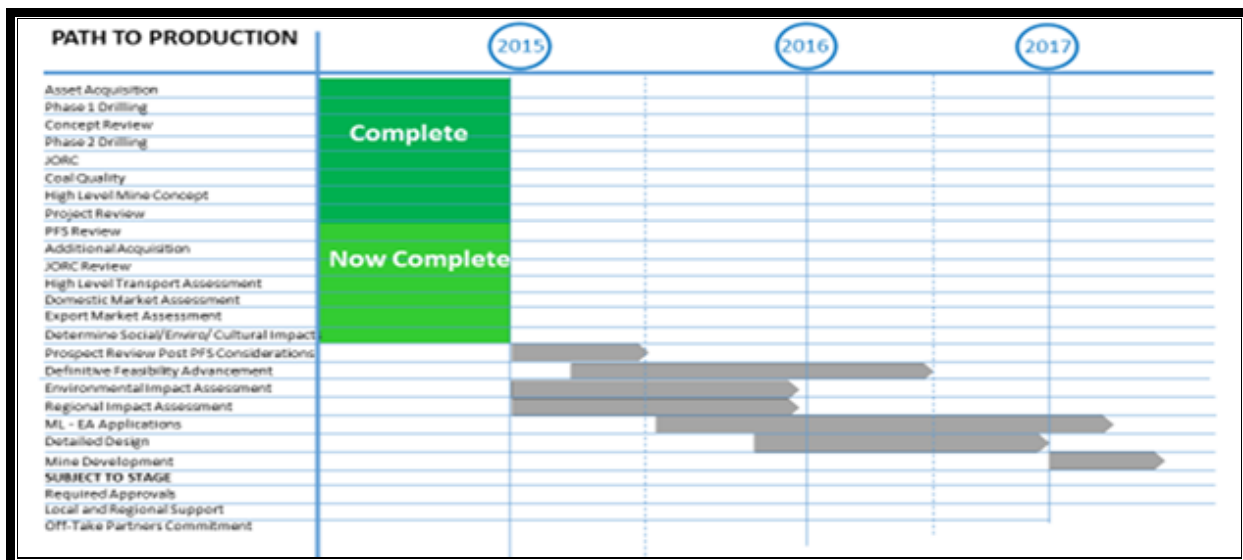 PATH TO PRODUCTION
2015
2016
2017
Asset Acquisition
Phase 1 Drilling
Concept Review
Phase 2 Drilling
JORC
Coal Quality
High Level Mine Concept
Project Review
PFS Review
Additional Acquisition
JORC Review
High Level Transport Assessment
Domestic Market Assessment
Export Market Assessment
Determine Social/Enviro/ Cultural Impacts
Prospect Review Post PFS Considerations
Definitive Feasibility Advancement
Environmental Impact Assessment
Regional Impact Assessment
ML - EA Applications
Detailed Design
Mine Development
SUBJECT TO STAGE
Required Approvals
Local and Regional Support
Off-Take Partners Commitment
Complete
Now Complete